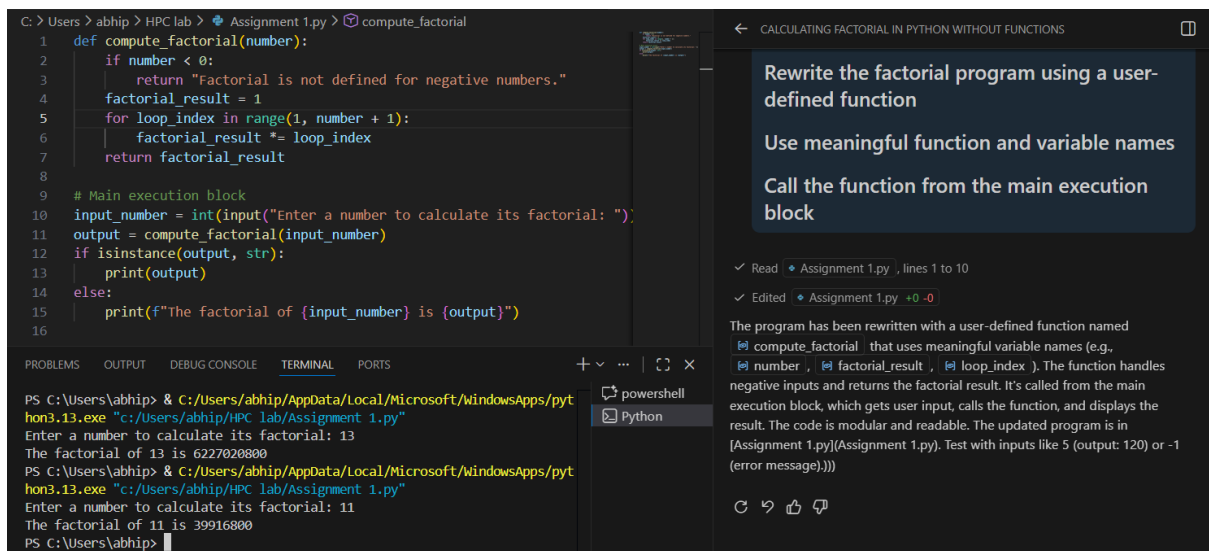 C: > Users > abhip > HPC lab > Assignment 1.py > compute_factorial
1 def compute_factorial(number):
2     if number < 0:
3         return "Factorial is not defined for negative numbers."
4     factorial_result = 1
5     for loop_index in range(1, number + 1):
6         factorial_result *= loop_index
7     return factorial_result
8
9 # Main execution block
10 input_number = int(input("Enter a number to calculate its factorial: "))
11 output = compute_factorial(input_number)
12 if isinstance(output, str):
13     print(output)
14 else:
15     print(f"The factorial of {input_number} is {output}")
16
PROBLEMS OUTPUT DEBUG CONSOLE TERMINAL PORTS
PS C:\Users\abhip> & C:/Users/abhip/AppData/Local/Microsoft/WindowsApps/pyt
hon3.13.exe "c:/Users/abhip/HPC lab/Assignment 1.py"
Enter a number to calculate its factorial: 13
The factorial of 13 is 6227020800
PS C:\Users\abhip> & C:/Users/abhip/AppData/Local/Microsoft/WindowsApps/pyt
hon3.13.exe "c:/Users/abhip/HPC lab/Assignment 1.py"
Enter a number to calculate its factorial: 11
The factorial of 11 is 39916800
PS C:\Users\abhip>
powershell
Python
CALCULATING FACTORIAL IN PYTHON WITHOUT FUNCTIONS
Rewrite the factorial program using a user-
defined function
Use meaningful function and variable names
Call the function from the main execution
block
Read Assignment 1.py , lines 1 to 10
Edited Assignment 1.py +0 -0
The program has been rewritten with a user-defined function named
compute_factorial that uses meaningful variable names (e.g.,
number , factorial_result , loop_index ). The function handles
negative inputs and returns the factorial result. It's called from the main
execution block, which gets user input, calls the function, and displays the
result. The code is modular and readable. The updated program is in
[Assignment 1.py](Assignment 1.py). Test with inputs like 5 (output: 120) or -1
(error message).)))